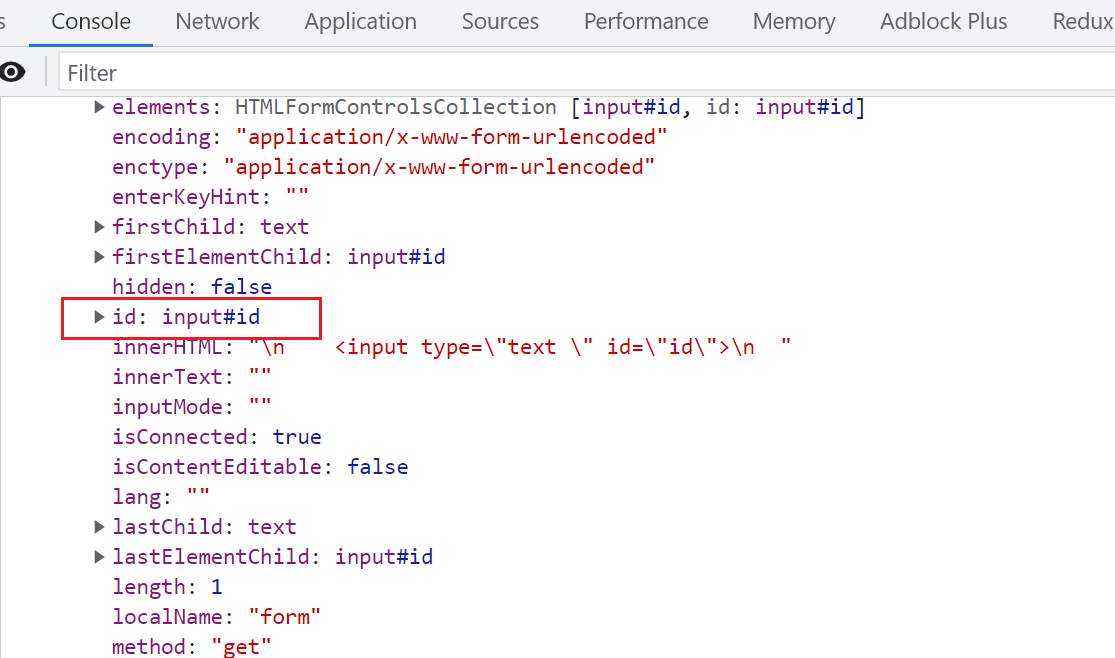 s Console Network Application Sources Performance Memory Adblock Plus Redux
Filter
elements: HTMLFormControlsCollection [input#id, id: input#id]
encoding: "application/x-www-form-urlencoded"
enctype: "application/x-www-form-urlencoded"
enterKeyHint: ""
firstChild: text
firstElementChild: input#id
hidden: false
id: input#id
innerHTML: "\n    <input type=\"text \" id=\"id\">\n  "
innerText: ""
inputMode: ""
isConnected: true
isContentEditable: false
lang: ""
lastChild: text
lastElementChild: input#id
length: 1
localName: "form"
method: "get"